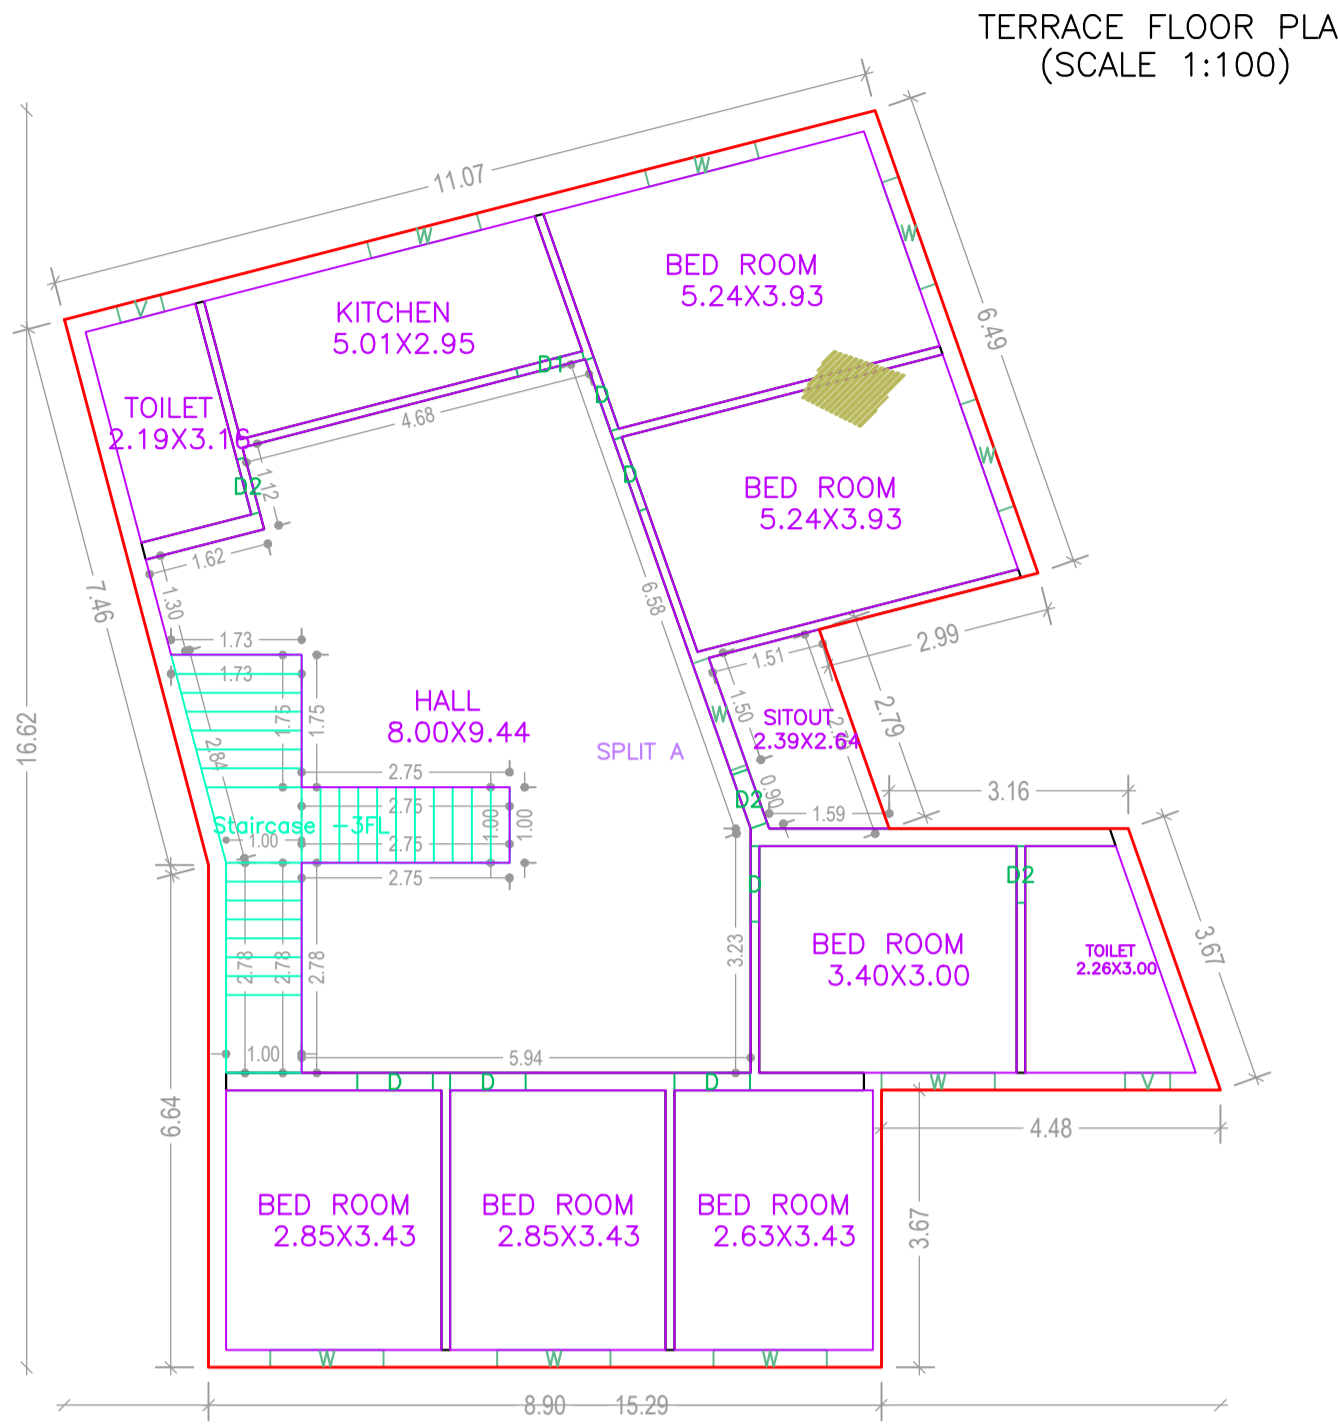 TERRACE FLOOR PLA
(SCALE 1:100)
11.07
W
W
V
KITCHEN
5.01X2.95
BED ROOM
5.24X3.93
W
6.49
D1
D
4.68
TOILET
2.19X3.16
D2
1.12
1.62
1.30
D
BED ROOM
5.24X3.93
W
7.46
6.58
1.73
1.73
1.75
1.75
2.84
HALL
8.00X9.44
SPLIT A
1.51
2.99
1.50
W
SITOUT
2.39X2.64
2.79
2.79
16.62
2.75
2.75
2.75
2.75
1.00
1.00
Staircase -3FL
1.00
D2
0.90
1.59
3.16
D
D2
2.78
2.78
2.78
3.23
BED ROOM
3.40X3.00
TOILET
2.26X3.00
3.67
1.00
5.94
D
D
D
W
V
6.64
4.48
BED ROOM
2.85X3.43
BED ROOM
2.85X3.43
BED ROOM
2.63X3.43
3.67
W
W
W
8.90
15.29